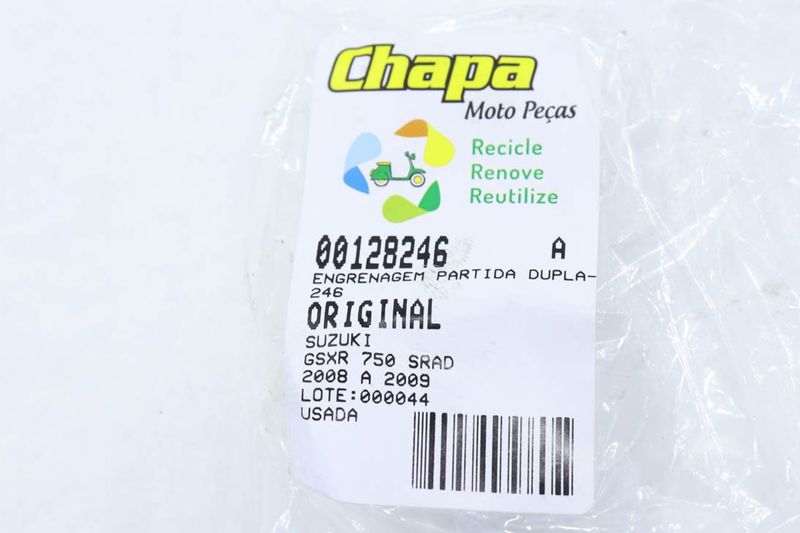 Chapa
Moto Peças
Recicle
Renove
Reutilize
00128246 A
ENGRENAGEM PARTIDA DUPLA-
246
ORIGINAL
SUZUKI
GSXR 750 SRAD
2008 A 2009
LOTE:000044
USADA